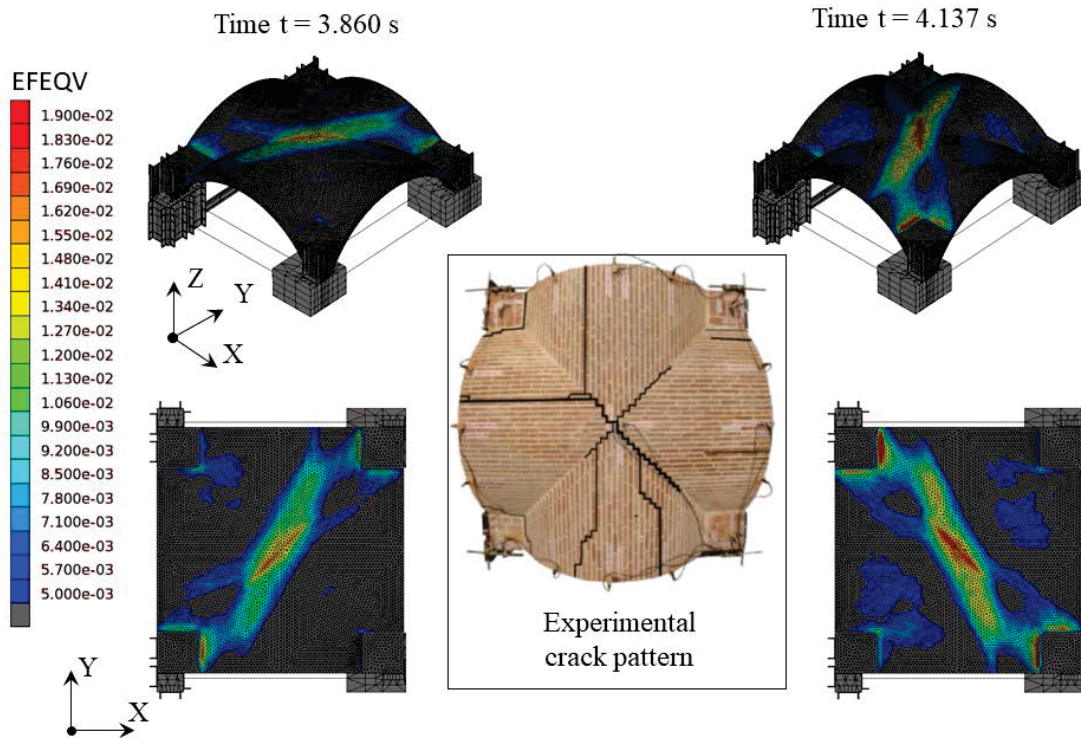 Time t = 3.860 s
Time t = 4.137 s
EFEQV
1.900e-02
1.830e-02
1.760e-02
1.690e-02
1.620e-02
1.550e-02
1.480e-02
1.410e-02
1.340e-02
1.270e-02
1.200e-02
1.130e-02
1.060e-02
9.900e-03
9.200e-03
8.500e-03
7.800e-03
7.100e-03
6.400e-03
5.700e-03
5.000e-03
Z
Y
X
Experimental
crack pattern
Y
X